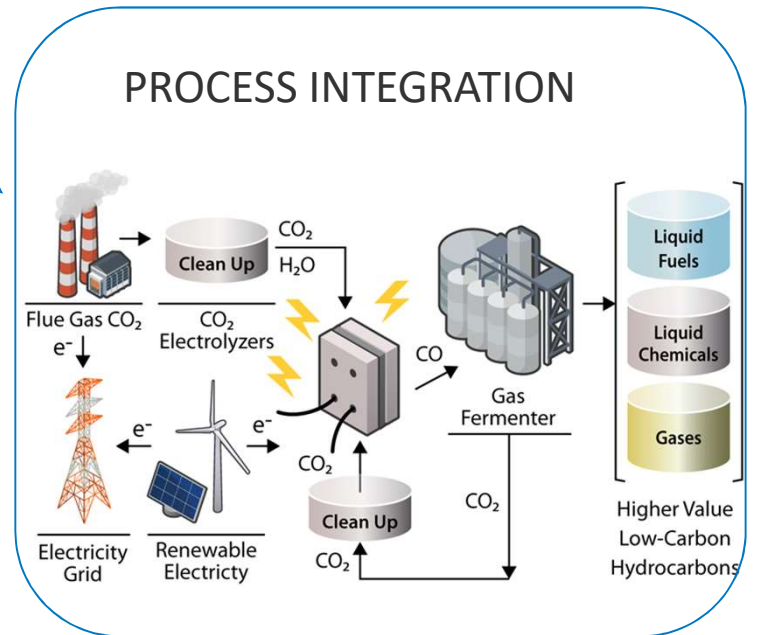 PROCESS INTEGRATION
Clean Up
CO₂
H₂O
Flue Gas CO₂
CO₂
Electrolyzers
e⁻
e⁻
e⁻
CO₂
CO
Gas
Fermenter
Clean Up
CO₂
CO₂
Electricity
Grid
Renewable
Electricty
Liquid
Fuels
Liquid
Chemicals
Gases
Higher Value
Low-Carbon
Hydrocarbons